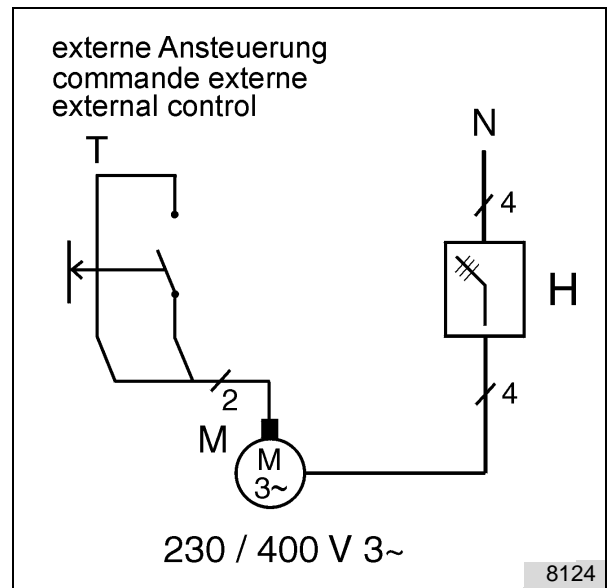 externe Ansteuerung
commande externe
external control
T
N
4
H
4
2
M
M
3~
230 / 400 V 3~
8124